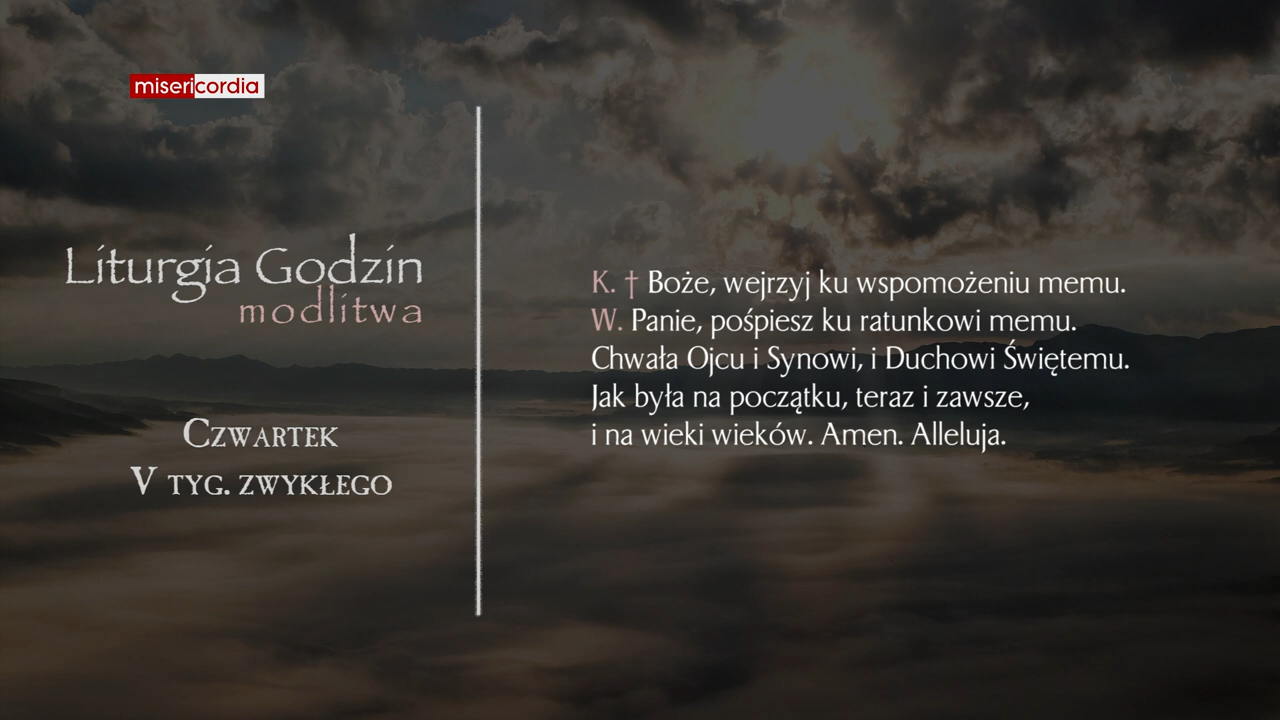 misericordia
Liturgia Godzin
modlitwa
Czwartek
V tyg. zwykłego
K. † Boże, wejrzyj ku wspomożeniu memu.
W. Panie, pośpiesz ku ratunkowi memu.
Chwała Ojcu i Synowi, i Duchowi Świętemu.
Jak była na początku, teraz i zawsze,
i na wieki wieków. Amen. Alleluja.